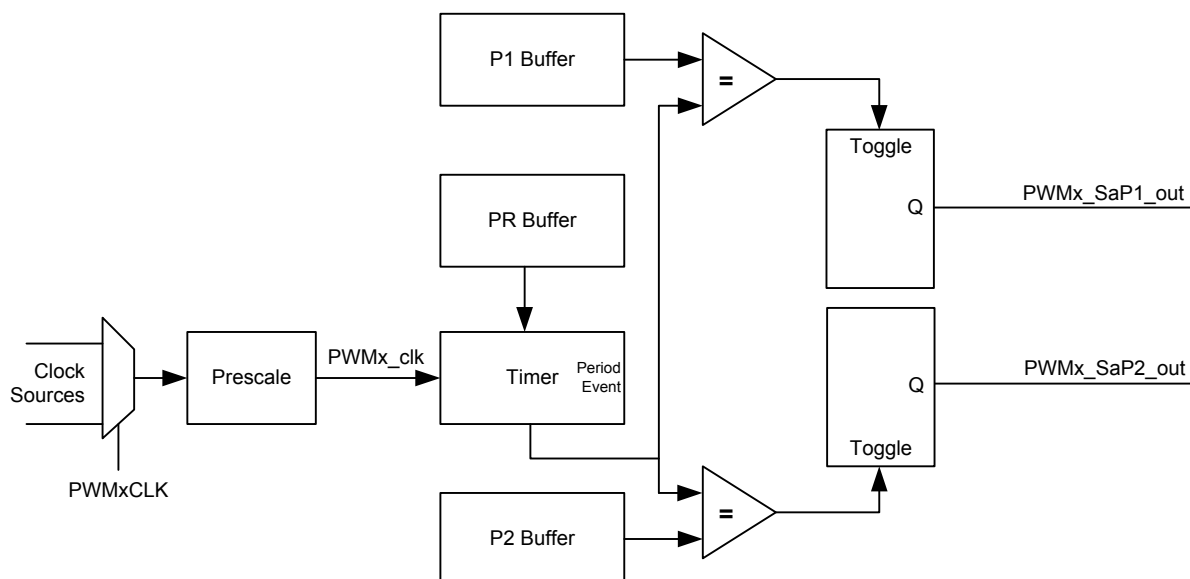 P1 Buffer
=
Toggle
Q
PWMx_SaP1_out
PR Buffer
Clock
Sources
PWMxCLK
Prescale
PWMx_clk
Timer
Period
Event
Q
PWMx_SaP2_out
Toggle
P2 Buffer
=